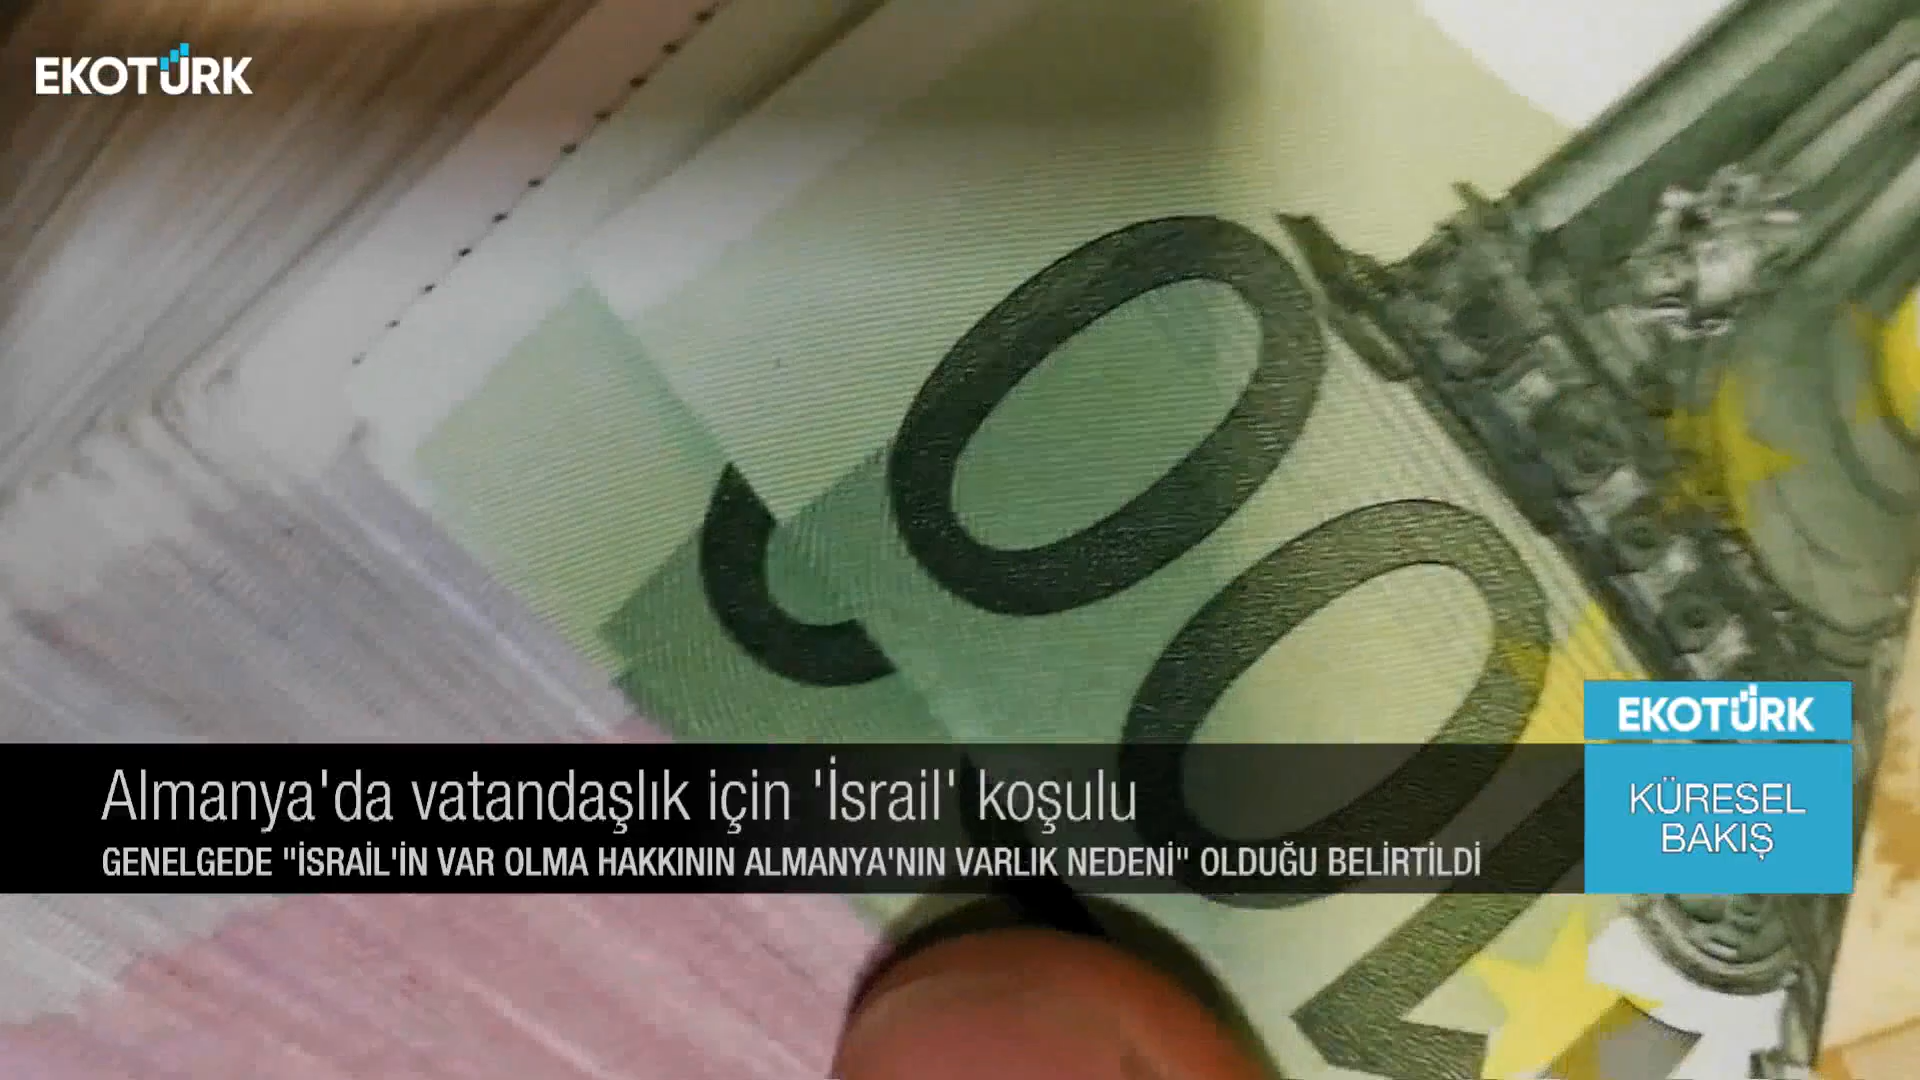 EKOTÜRK
100
EKOTÜRK
Almanya'da vatandaşlık için 'İsrail' koşulu
GENELGEDE "İSRAİL'İN VAR OLMA HAKKININ ALMANYA'NIN VARLIK NEDENİ" OLDUĞU BELİRTİLDİ
KÜRESEL
BAKIŞ